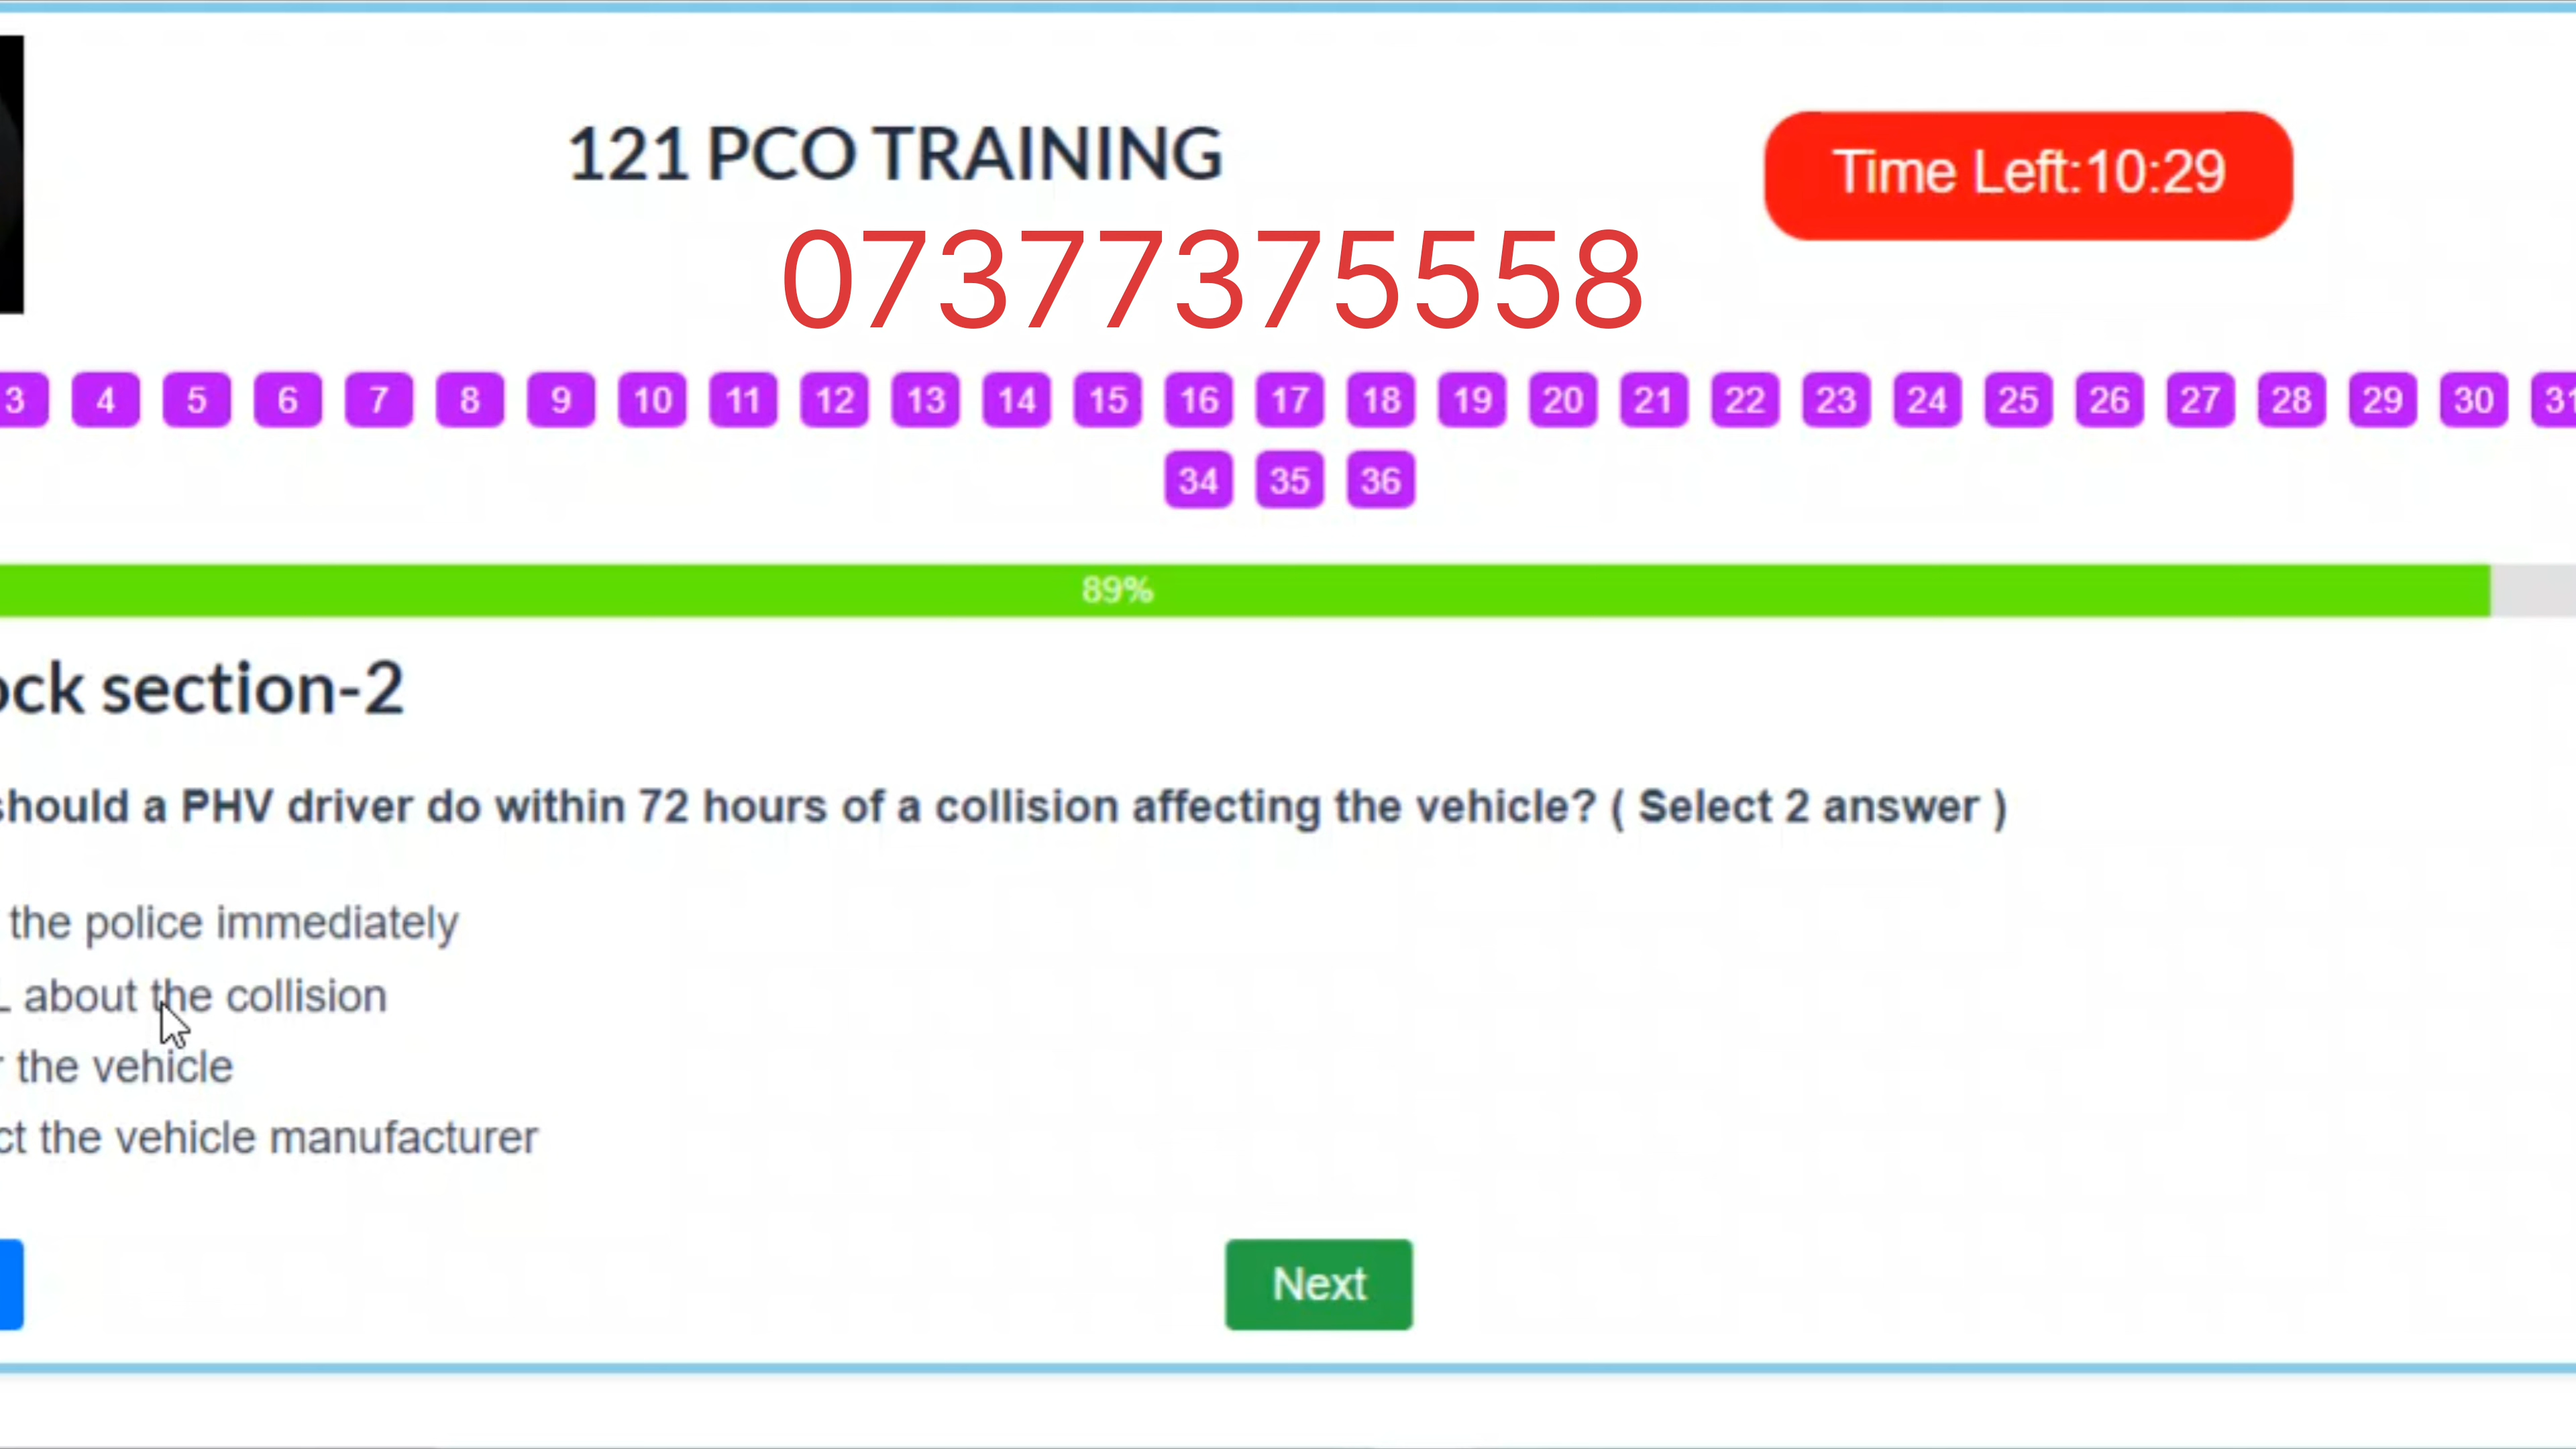 121 PCO TRAINING
Time Left:10:29
07377375558
3 4 5 6 7 8 9 10 11 12 13 14 15 16 17 18 19 20 21 22 23 24 25 26 27 28 29 30 31
34 35 36
89%
ock section-2
should a PHV driver do within 72 hours of a collision affecting the vehicle? ( Select 2 answer )
the police immediately
L about the collision
r the vehicle
ct the vehicle manufacturer
Next